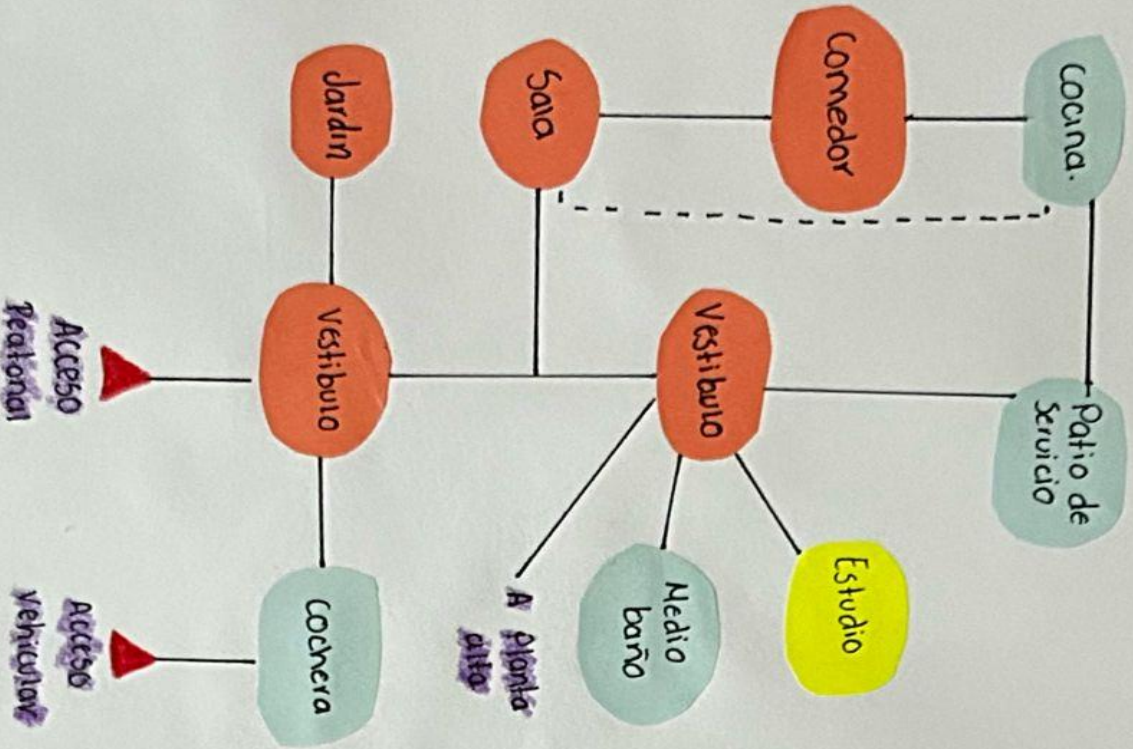 Cocina.
Patio de
servicio
Comedor
Estudio
Vestibulo
Medio
baño
Sala
A planta
alta
Jardin
Vestibulo
Cochera
Acceso
Peatonal
Acceso
vehicular